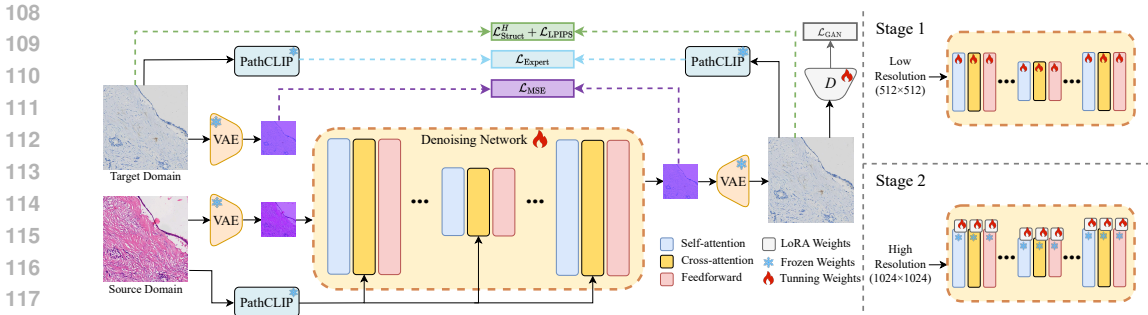 108
109
110
111
112
113
114
115
116
117
$\mathcal{L}_{\text{Struct}}^{H} + \mathcal{L}_{\text{LPIPS}}$
$\mathcal{L}_{\text{GAN}}$
PathCLIP
$\mathcal{L}_{\text{Expert}}$
PathCLIP
$\mathcal{L}_{\text{MSE}}$
D
VAE
Denoising Network
Target Domain
VAE
VAE
Source Domain
PathCLIP
Self-attention
Cross-attention
Feedforward
LoRA Weights
Frozen Weights
Tunning Weights
Stage 1
Low
Resolution
(512×512)
Stage 2
High
Resolution
(1024×1024)